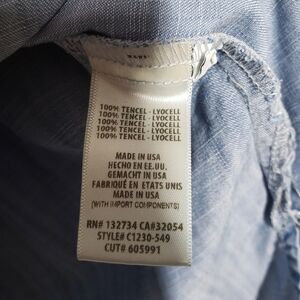 100% TENCEL - LYOCELL
100% TENCEL - LYOCELL
100% TENCEL - LYOCELL
100% TENCEL - LYOCELL
100% TENCEL - LYOCELL
MADE IN USA
HECHO EN EE.UU.
GEMACHT IN USA
FABRIQUÉ EN ETATS UNIS
MADE IN USA
(WITH IMPORT COMPONENTS)
RN# 132734 CA#32054
STYLE# C1230-549
CUT# 605991